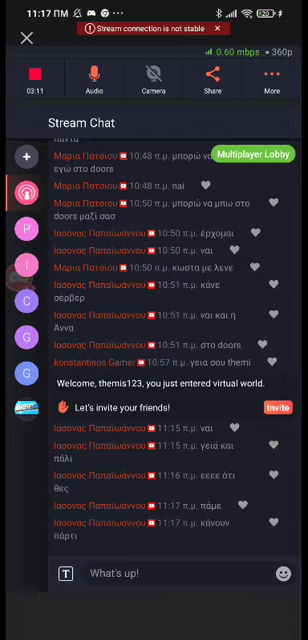 11:17 ΠΜ
Stream connection is not stable
0.60 mbps • 360p
03:11
Audio
Camera
Share
More
Stream Chat
πάντα
Multiplayer Lobby
Μαρια Πατσιου 10:48 π.μ. μπορώ να
εγώ στο doors
Μαρια Πατσιου 10:48 π.μ. nai
Μαρια Πατσιου 10:50 π.μ. μπορώ να μπω στο
doors μαζί σασ
Ιασονας Παπαϊωάννου 10:50 π.μ. έρχομαι
Ιασονας Παπαϊωάννου 10:50 π.μ. ναι
Μαρια Πατσιου 10:50 π.μ. κωστα με λενε
Ιασονας Παπαϊωάννου 10:51 π.μ. κάνε
σέρβερ
Ιασονας Παπαϊωάννου 10:51 π.μ. ναι και η
Άννα
Ιασονας Παπαϊωάννου 10:51 π.μ. στο doors
konstantinos Gamer 10:57 π.μ. γεια σου themi
Welcome, themis123, you just entered virtual world.
Let's invite your friends!
Invite
Ιασονας Παπαϊωάννου 11:15 π.μ. ναι
Ιασονας Παπαϊωάννου 11:15 π.μ. γειά και
πάλι
Ιασονας Παπαϊωάννου 11:16 π.μ. εεεε ότι
θες
Ιασονας Παπαϊωάννου 11:17 π.μ. πάμε
Ιασονας Παπαϊωάννου 11:17 π.μ. κάνουν
πάρτι
T
What's up!
P
I
C
G
G